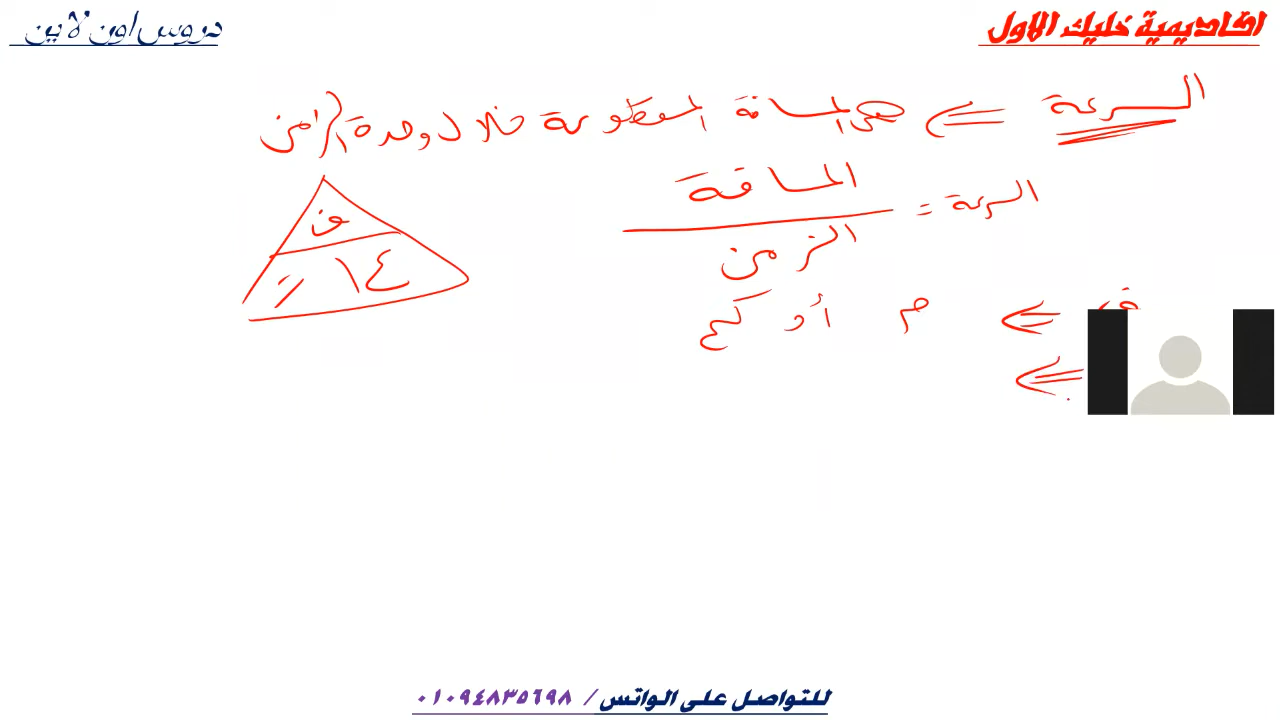 اكاديمية خليك الاول
دروس اون لاين
السرعة ⇐ هى المسافة المقطوعة خلال وحدة الزمن
السرعة = المسافة / الزمن
ف
ف ⇐ م أو كم
⇐
للتواصل على الواتس / ٠١٠٩٤٨٣٥٦٩٨